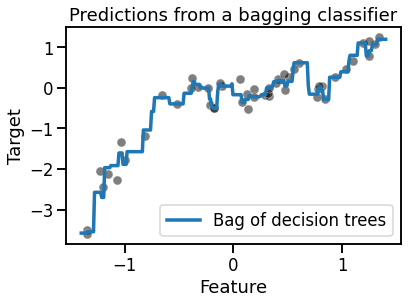 Predictions from a bagging classifier
1
0
−1
−2
−3
Target
Bag of decision trees
−1
0
1
Feature